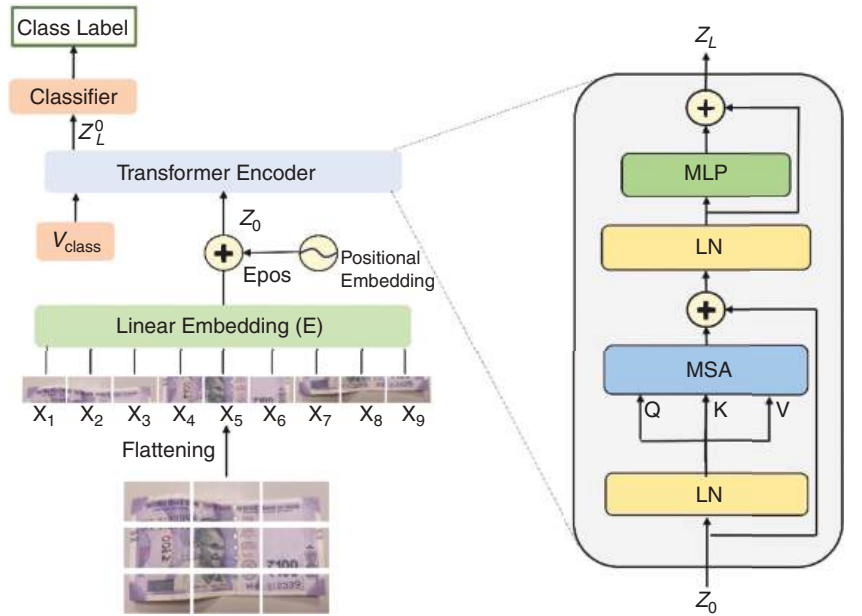 Class Label
Classifier
Z_L^0
Transformer Encoder
V_class
Z_0
Epos
Positional
Embedding
Linear Embedding (E)
X_1 X_2 X_3 X_4 X_5 X_6 X_7 X_8 X_9
Flattening
₹100
Z_L
MLP
LN
MSA
Q K V
LN
Z_0